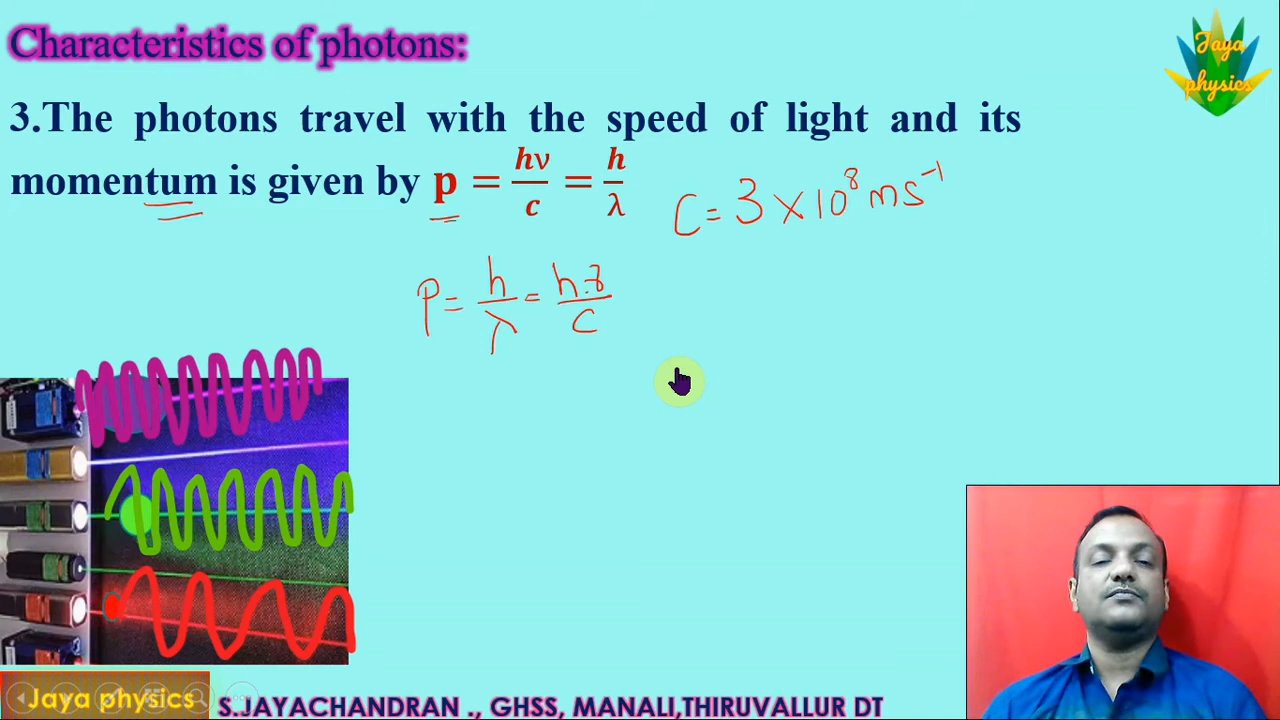 Characteristics of photons:
Jaya
physics
3.The photons travel with the speed of light and its
momentum is given by p = hν/c = h/λ
C = 3 × 10⁸ ms⁻¹
P = h/λ = h.ν/c
Jaya physics
S.JAYACHANDRAN ., GHSS, MANALI,THIRUVALLUR DT